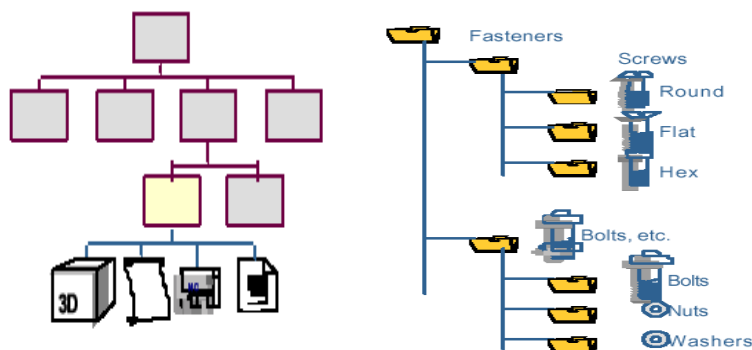 Fasteners
Screws
Round
Flat
Hex
Bolts, etc.
Bolts
Nuts
Washers
3D